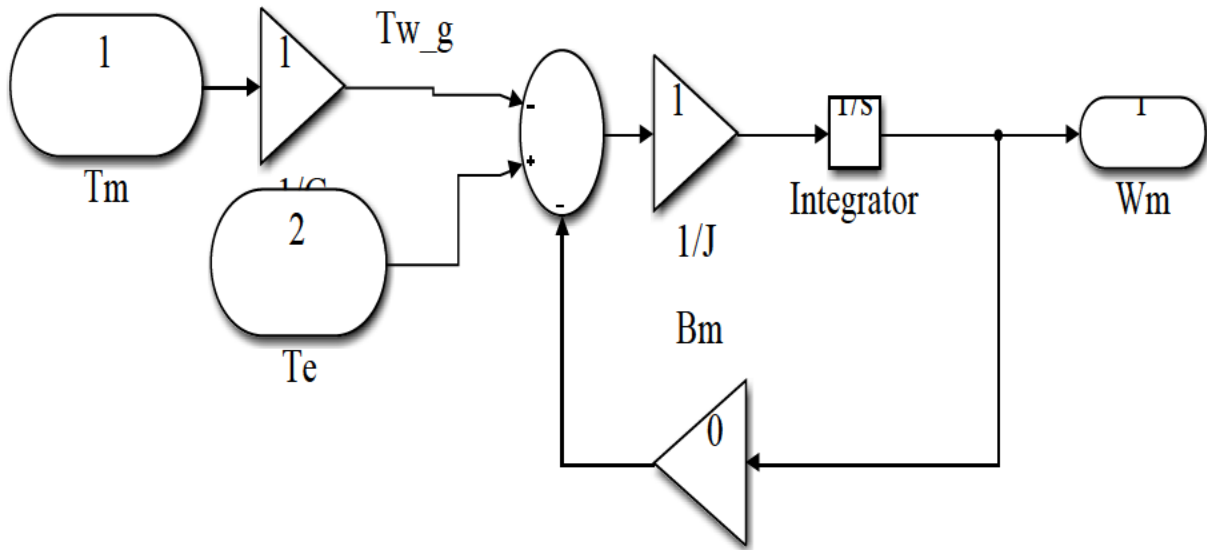 1
1
Tw_g
Tm
2
Te
-
+
-
1
1/J
1/s
Integrator
1
Wm
Bm
0